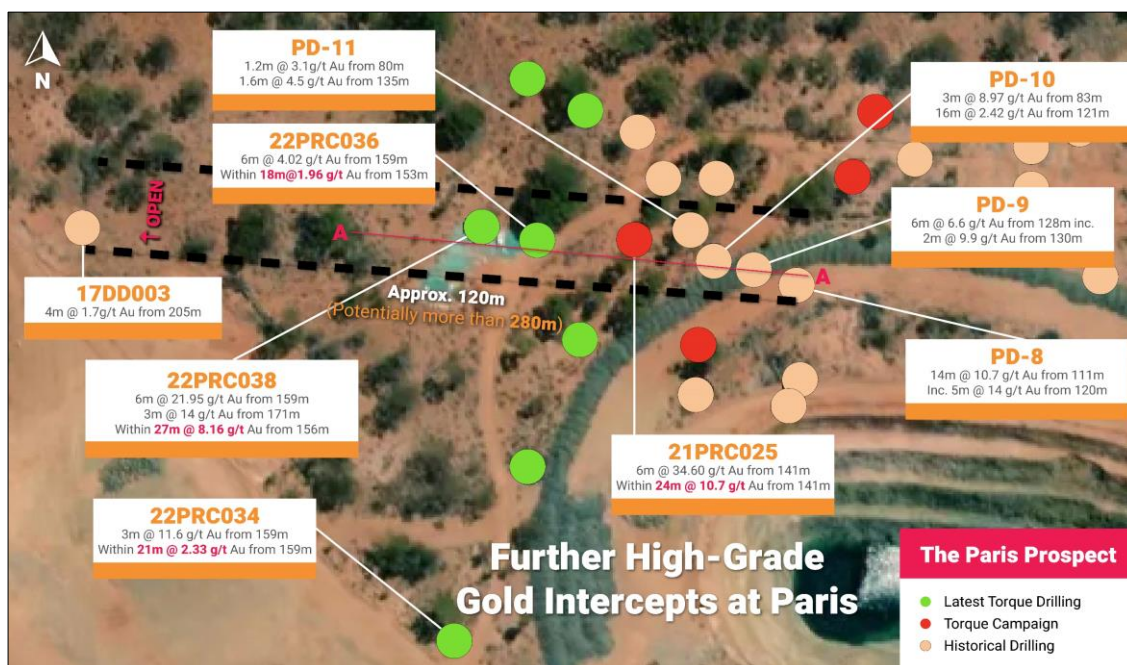 N
PD-11
1.2m @ 3.1g/t Au from 80m
1.6m @ 4.5 g/t Au from 135m
22PRC036
6m @ 4.02 g/t Au from 159m
Within 18m@1.96 g/t Au from 153m
PD-10
3m @ 8.97 g/t Au from 83m
16m @ 2.42 g/t Au from 121m
PD-9
6m @ 6.6 g/t Au from 128m inc.
2m @ 9.9 g/t Au from 130m
OPEN
A
A
17DD003
4m @ 1.7g/t Au from 205m
Approx. 120m
(Potentially more than 280m)
PD-8
14m @ 10.7 g/t Au from 111m
Inc. 5m @ 14 g/t Au from 120m
22PRC038
6m @ 21.95 g/t Au from 159m
3m @ 14 g/t Au from 171m
Within 27m @ 8.16 g/t Au from 156m
21PRC025
6m @ 34.60 g/t Au from 141m
Within 24m @ 10.7 g/t Au from 141m
22PRC034
3m @ 11.6 g/t Au from 159m
Within 21m @ 2.33 g/t Au from 159m
Further High-Grade
Gold Intercepts at Paris
The Paris Prospect
Latest Torque Drilling
Torque Campaign
Historical Drilling